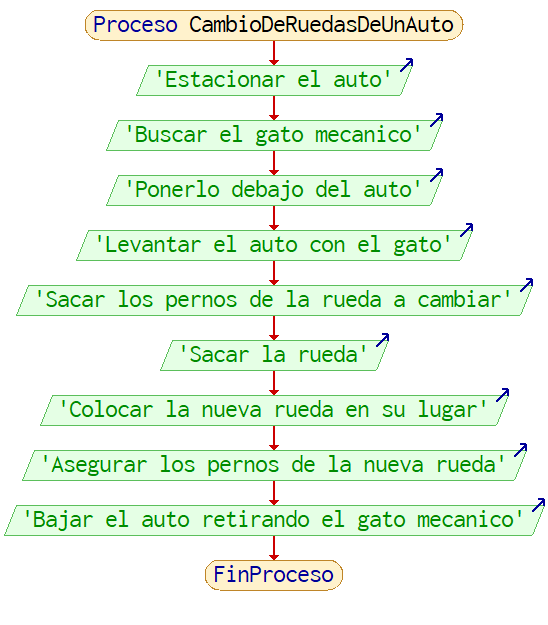 Proceso CambioDeRuedasDeUnAuto
'Estacionar el auto'
'Buscar el gato mecanico'
'Ponerlo debajo del auto'
'Levantar el auto con el gato'
'Sacar los pernos de la rueda a cambiar'
'Sacar la rueda'
'Colocar la nueva rueda en su lugar'
'Asegurar los pernos de la nueva rueda'
'Bajar el auto retirando el gato mecanico'
FinProceso